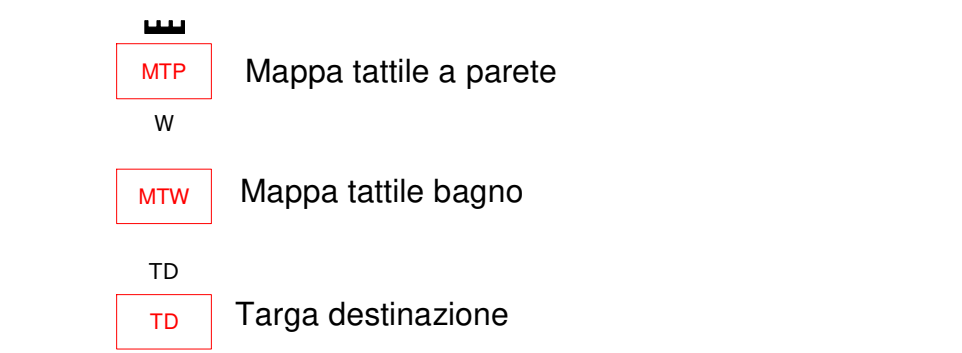 MTP Mappa tattile a parete
W
MTW Mappa tattile bagno
TD
TD Targa destinazione